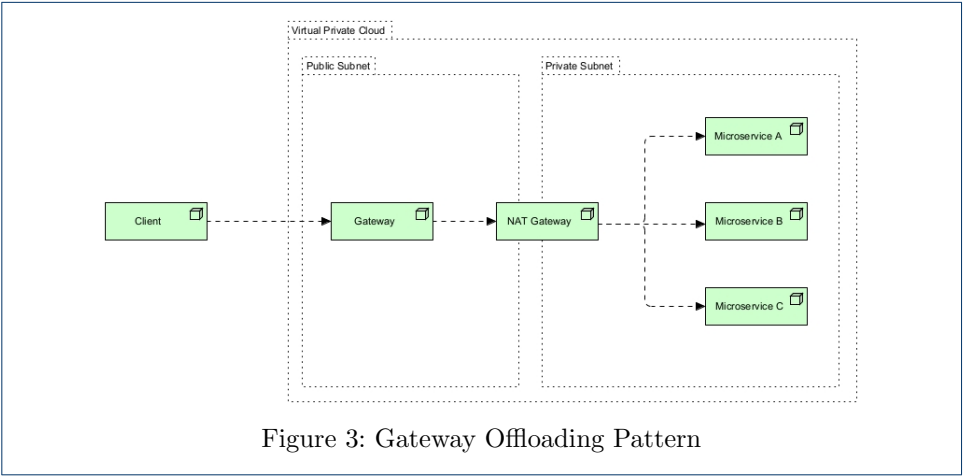 Virtual Private Cloud
Public Subnet
Private Subnet
Microservice A
Client
Gateway
NAT Gateway
Microservice B
Microservice C
Figure 3: Gateway Offloading Pattern